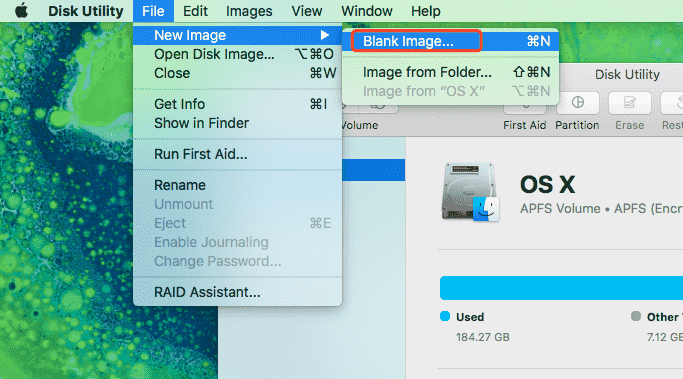 Disk Utility File Edit Images View Window Help
New Image
Blank Image... ⌘N
Open Disk Image... ⌥⌘O
Close ⌘W
Image from Folder... ⇧⌘N
Image from “OS X” ⌥⌘N
Disk Utility
Get Info ⌘I
Show in Finder
Volume
First Aid Partition Erase
Run First Aid...
Rename
Unmount
Eject ⌘E
Enable Journaling
Change Password...
RAID Assistant...
OS X
APFS Volume • APFS
Used
184.27 GB
Other
7.12 GB